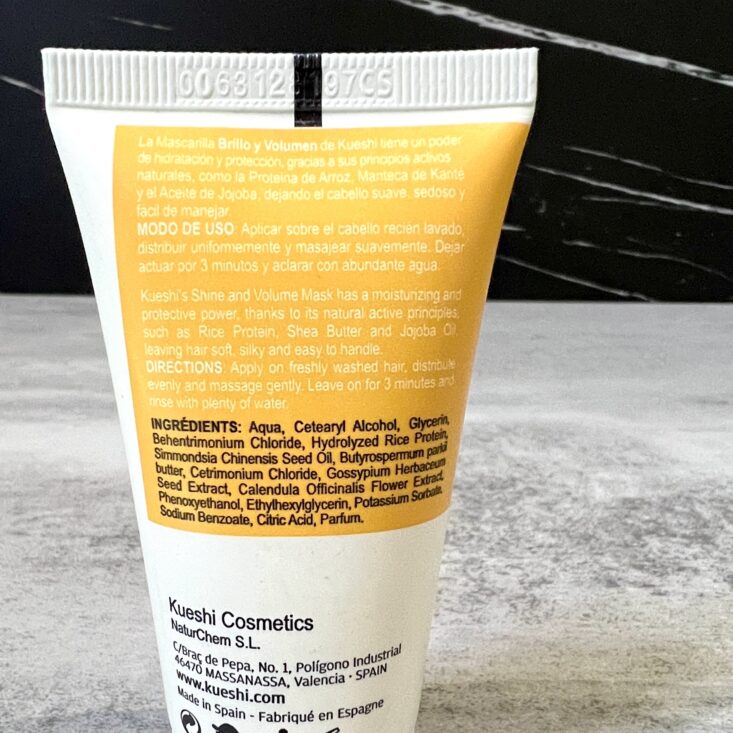 La Mascarilla Brillo y Volumen de Kueshi tiene un poder
de hidratación y protección, gracias a sus principios activos
naturales, como la Proteína de Arroz, Manteca de Karité
y el Aceite de Jojoba, dejando el cabello suave, sedoso y
fácil de manejar.
MODO DE USO: Aplicar sobre el cabello recién lavado,
distribuir uniformemente y masajear suavemente. Dejar
actuar por 3 minutos y aclarar con abundante agua.
Kueshi's Shine and Volume Mask has a moisturizing and
protective power, thanks to its natural active principles,
such as Rice Protein, Shea Butter and Jojoba Oil,
leaving hair soft, silky and easy to handle.
DIRECTIONS: Apply on freshly washed hair, distribute
evenly and massage gently. Leave on for 3 minutes and
rinse with plenty of water.
INGRÉDIENTS: Aqua, Cetearyl Alcohol, Glycerin,
Behentrimonium Chloride, Hydrolyzed Rice Protein,
Simmondsia Chinensis Seed Oil, Butyrospermum parkii
butter, Cetrimonium Chloride, Gossypium Herbaceum
Seed Extract, Calendula Officinalis Flower Extract,
Phenoxyethanol, Ethylhexylglycerin, Potassium Sorbate,
Sodium Benzoate, Citric Acid, Parfum.
Kueshi Cosmetics
NaturChem S.L.
C/Braç de Pepa, No. 1, Polígono Industrial
46470 MASSANASSA, Valencia · SPAIN
www.kueshi.com
Made in Spain - Fabriqué en Espagne